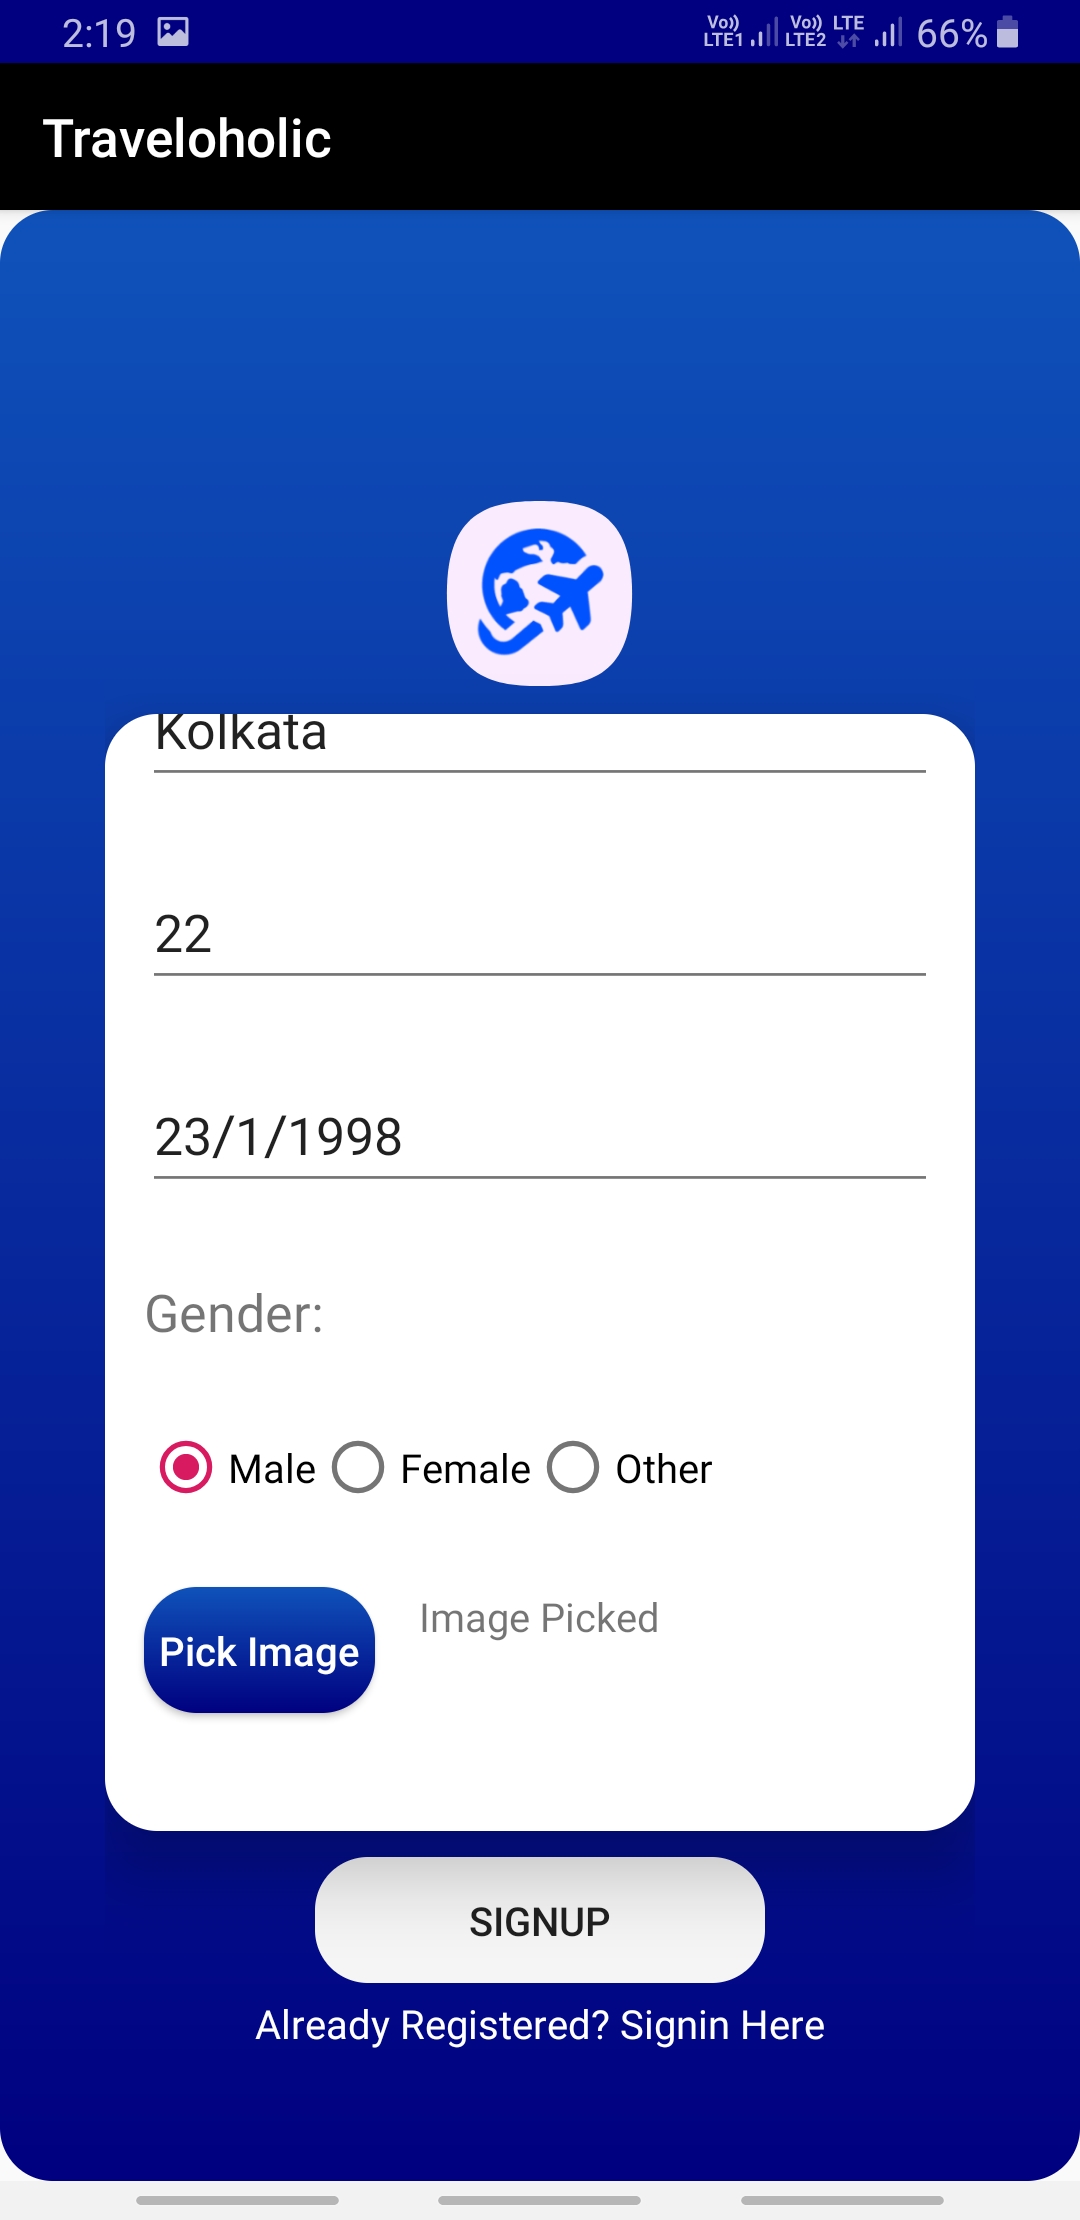 2:19 Vo)) LTE1 Vo)) LTE2 LTE 66%
Traveloholic
Kolkata
22
23/1/1998
Gender:
Male Female Other
Image Picked
Pick Image
SIGNUP
Already Registered? Signin Here